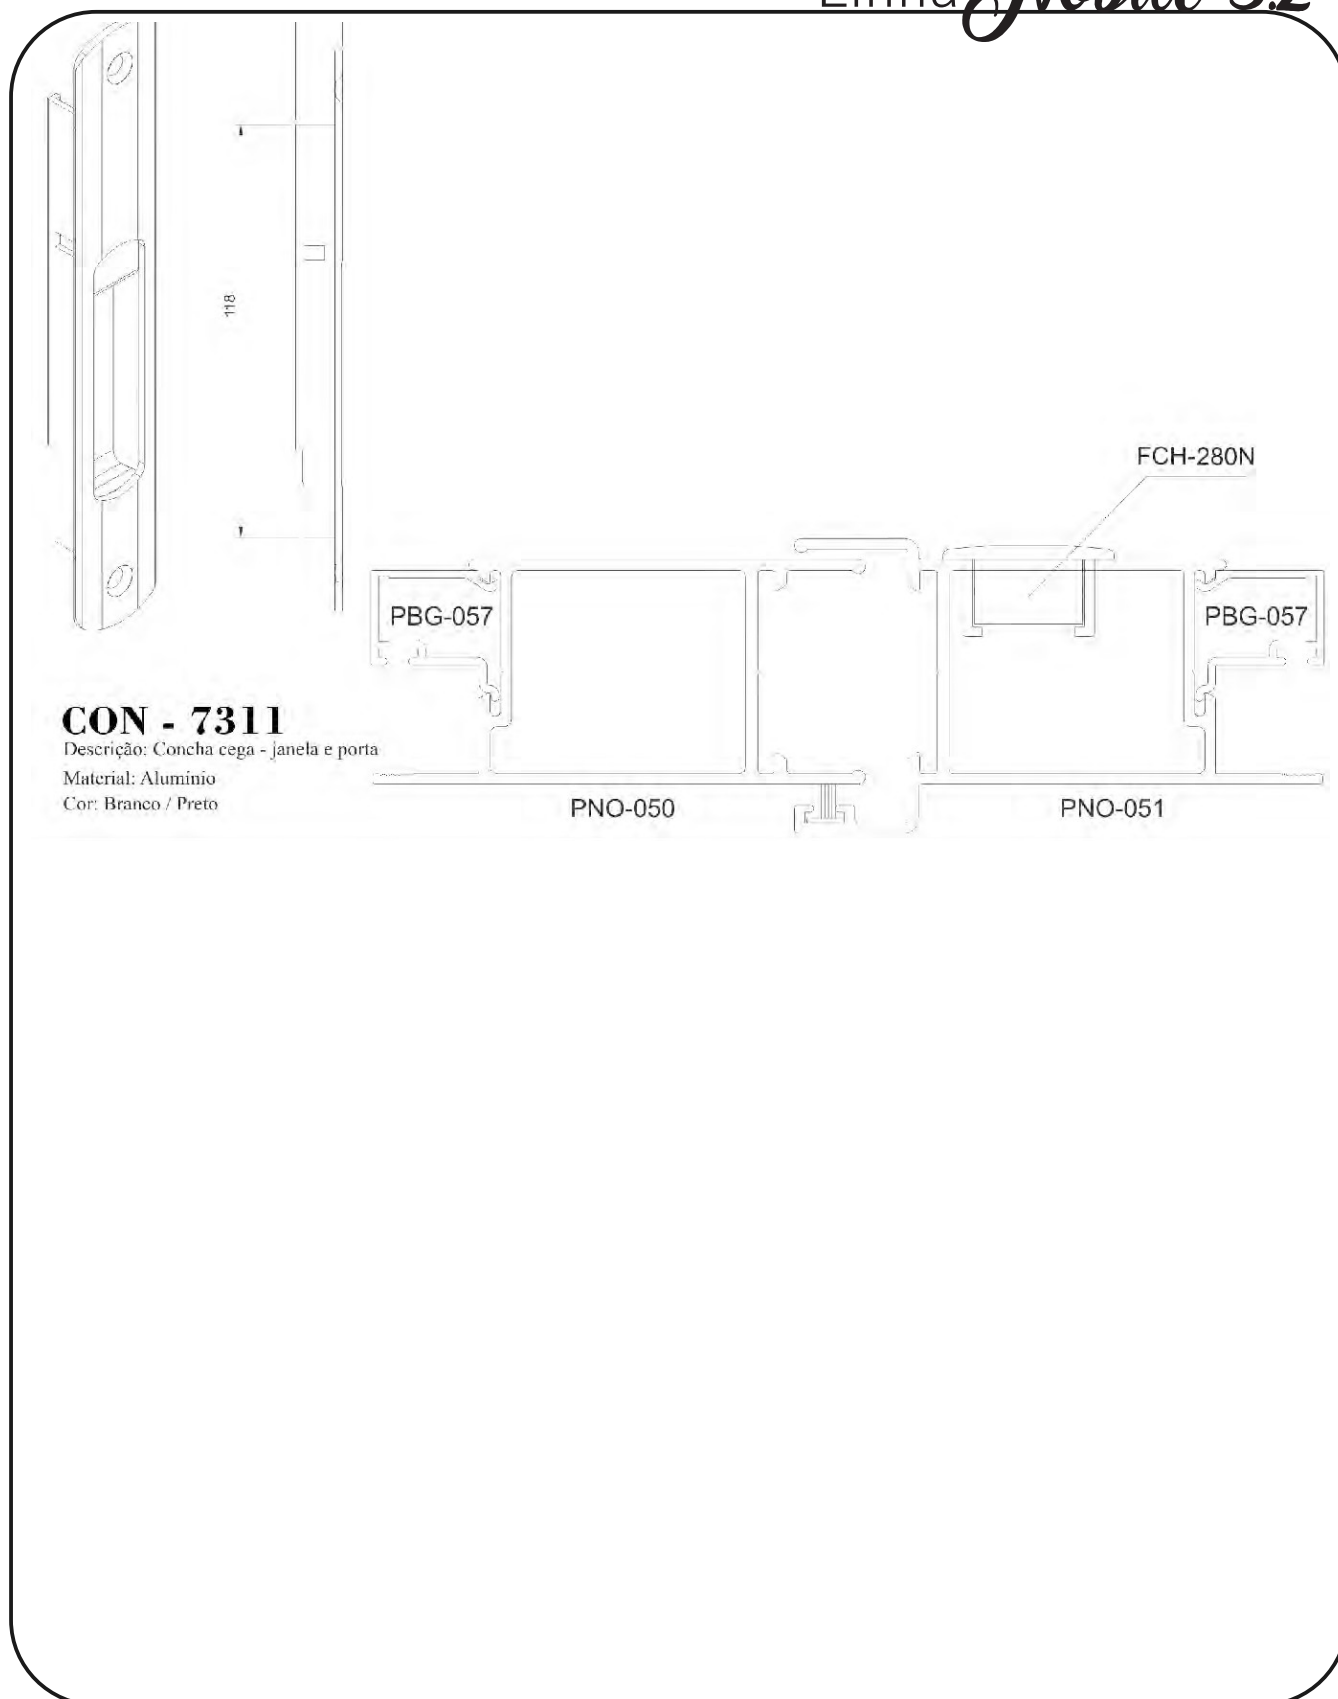 Linha
118
FCH-280N
PBG-057
PBG-057
CON - 7311
Descrição: Concha cega - janela e porta
Material: Alumínio
Cor: Branco / Preto
PNO-050
PNO-051